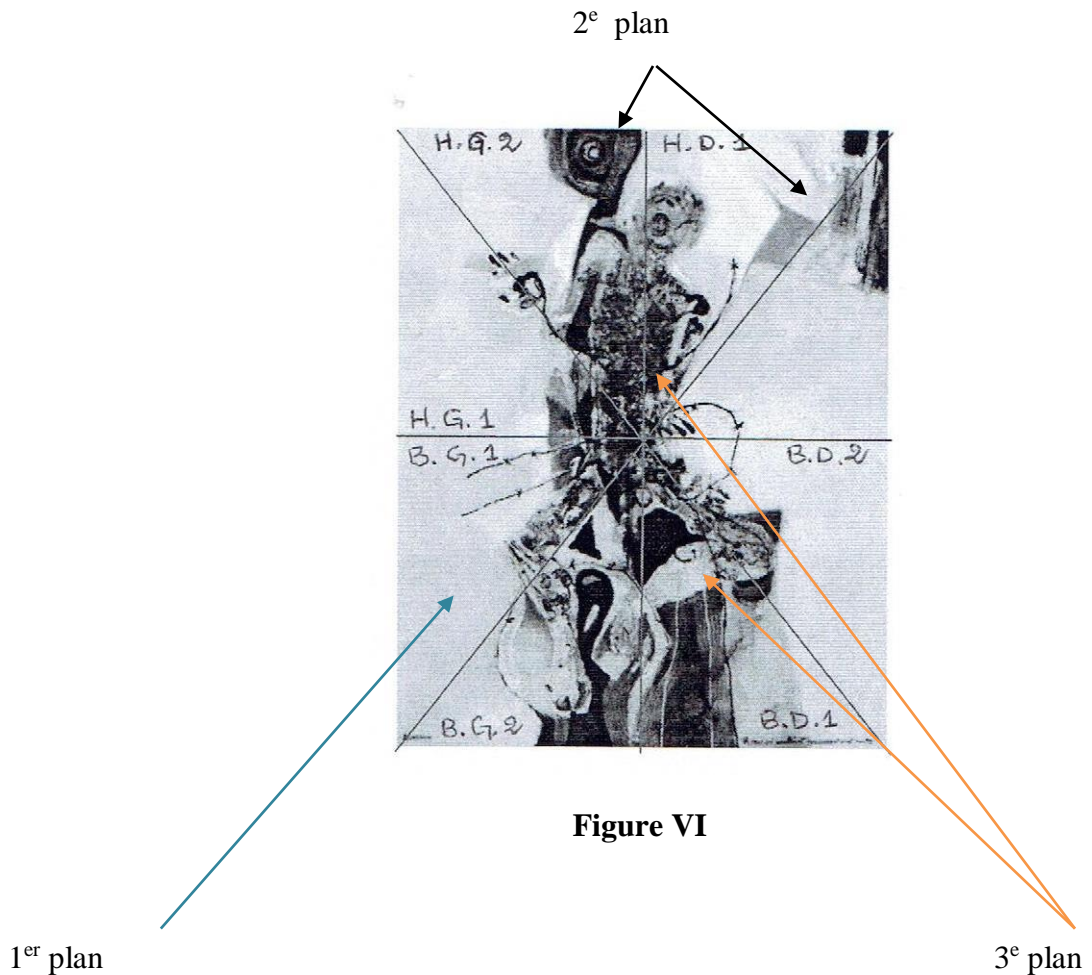 2e plan
H.G.2 H.D.1
H.G.1
B.G.1 B.D.2
B.G.2 B.D.1
Figure VI
1er plan
3e plan